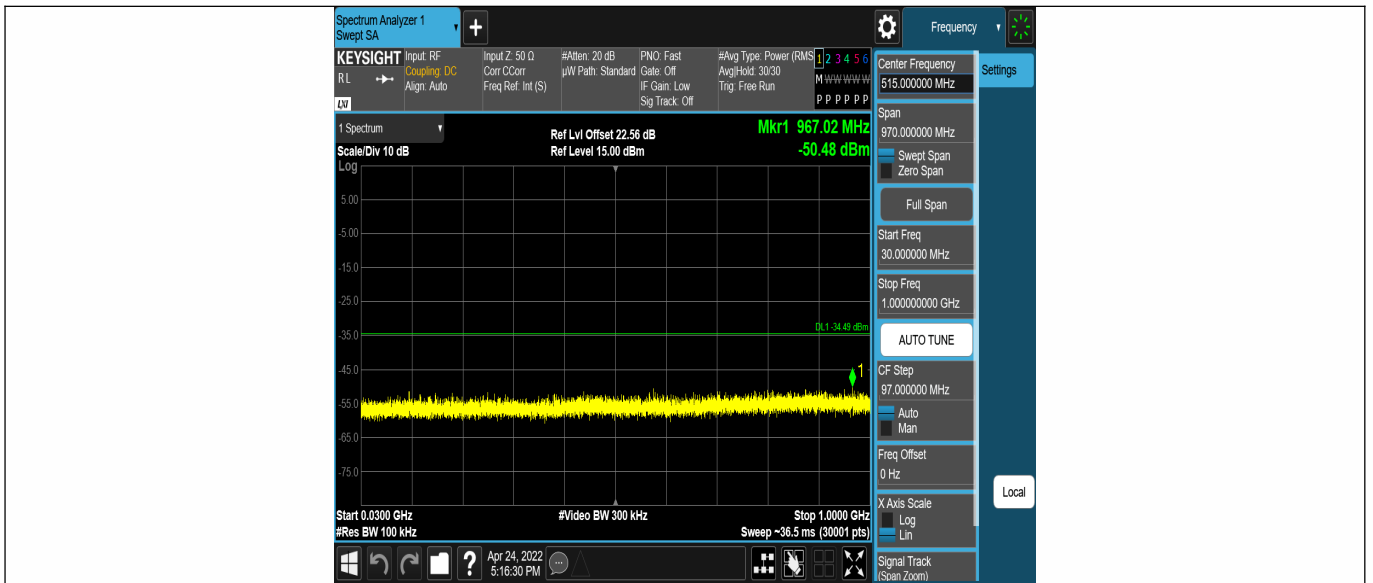 Spectrum Analyzer 1
Swept SA
+
Frequency
KEYSIGHT
RL
LXI
Input: RF
Coupling: DC
Align: Auto
Input Z: 50 Ω
Corr CCorr
Freq Ref: Int (S)
#Atten: 20 dB
µW Path: Standard
PNO: Fast
Gate: Off
IF Gain: Low
Sig Track: Off
#Avg Type: Power (RMS
Avg|Hold: 30/30
Trig: Free Run
1 2 3 4 5 6
M W W W W W
P P P P P P
1 Spectrum
Scale/Div 10 dB
Log
Ref Lvl Offset 22.56 dB
Ref Level 15.00 dBm
Mkr1 967.02 MHz
-50.48 dBm
5.00
-5.00
-15.0
-25.0
DL1 -34.49 dBm
-35.0
-45.0
1
-55.0
-65.0
-75.0
Start 0.0300 GHz
#Res BW 100 kHz
#Video BW 300 kHz
Stop 1.0000 GHz
Sweep ~36.5 ms (30001 pts)
Center Frequency
515.000000 MHz
Settings
Span
970.000000 MHz
Swept Span
Zero Span
Full Span
Start Freq
30.000000 MHz
Stop Freq
1.000000000 GHz
AUTO TUNE
CF Step
97.000000 MHz
Auto
Man
Freq Offset
0 Hz
X Axis Scale
Log
Lin
Local
Signal Track
(Span Zoom)
?
Apr 24, 2022
5:16:30 PM